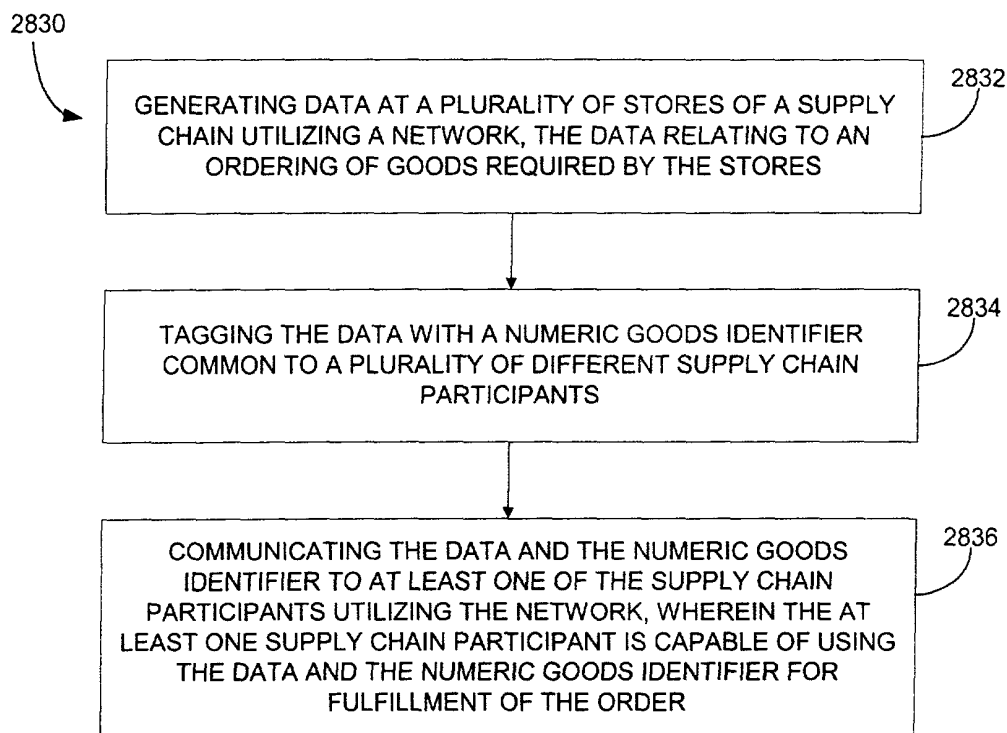 2830
2832
GENERATING DATA AT A PLURALITY OF STORES OF A SUPPLY
CHAIN UTILIZING A NETWORK, THE DATA RELATING TO AN
ORDERING OF GOODS REQUIRED BY THE STORES
2834
TAGGING THE DATA WITH A NUMERIC GOODS IDENTIFIER
COMMON TO A PLURALITY OF DIFFERENT SUPPLY CHAIN
PARTICIPANTS
2836
COMMUNICATING THE DATA AND THE NUMERIC GOODS
IDENTIFIER TO AT LEAST ONE OF THE SUPPLY CHAIN
PARTICIPANTS UTILIZING THE NETWORK, WHEREIN THE AT
LEAST ONE SUPPLY CHAIN PARTICIPANT IS CAPABLE OF USING
THE DATA AND THE NUMERIC GOODS IDENTIFIER FOR
FULFILLMENT OF THE ORDER